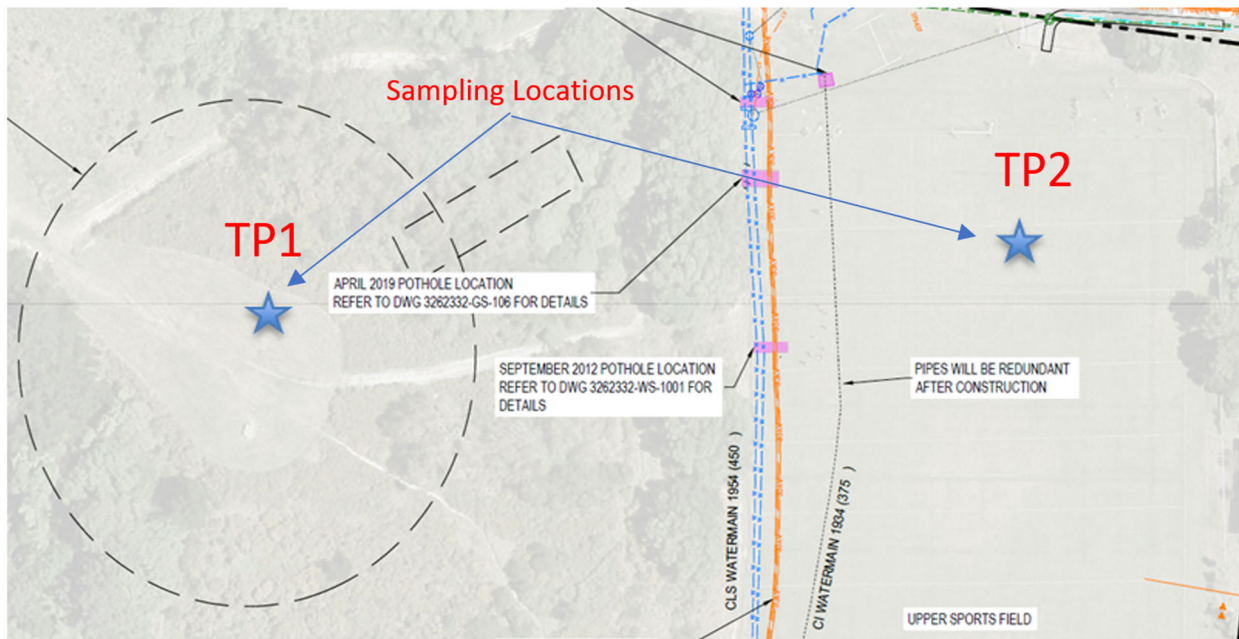 Sampling Locations
TP1
TP2
APRIL 2019 POTHOLE LOCATION
REFER TO DWG 3262332-GS-106 FOR DETAILS
SEPTEMBER 2012 POTHOLE LOCATION
REFER TO DWG 3262332-WS-1001 FOR
DETAILS
PIPES WILL BE REDUNDANT
AFTER CONSTRUCTION
CLS WATERMAIN 1954 (450 )
CI WATERMAIN 1934 (375 )
UPPER SPORTS FIELD